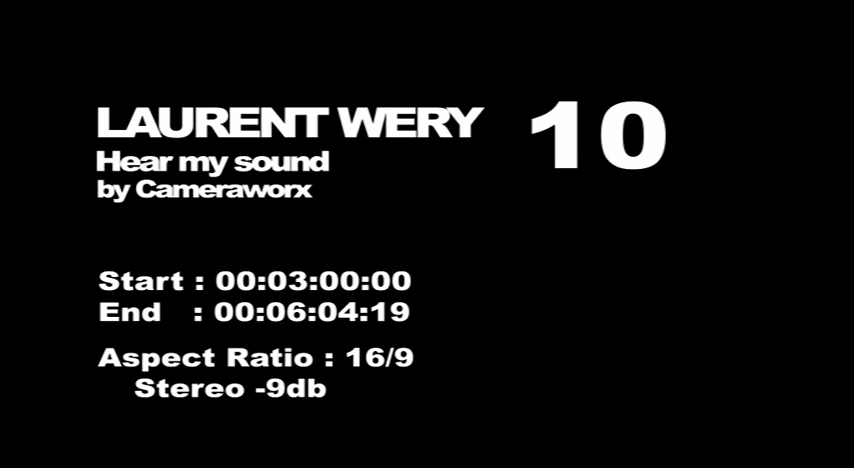 LAURENT WERY 10
Hear my sound
by Cameraworx
Start : 00:03:00:00
End : 00:06:04:19
Aspect Ratio : 16/9
Stereo -9db